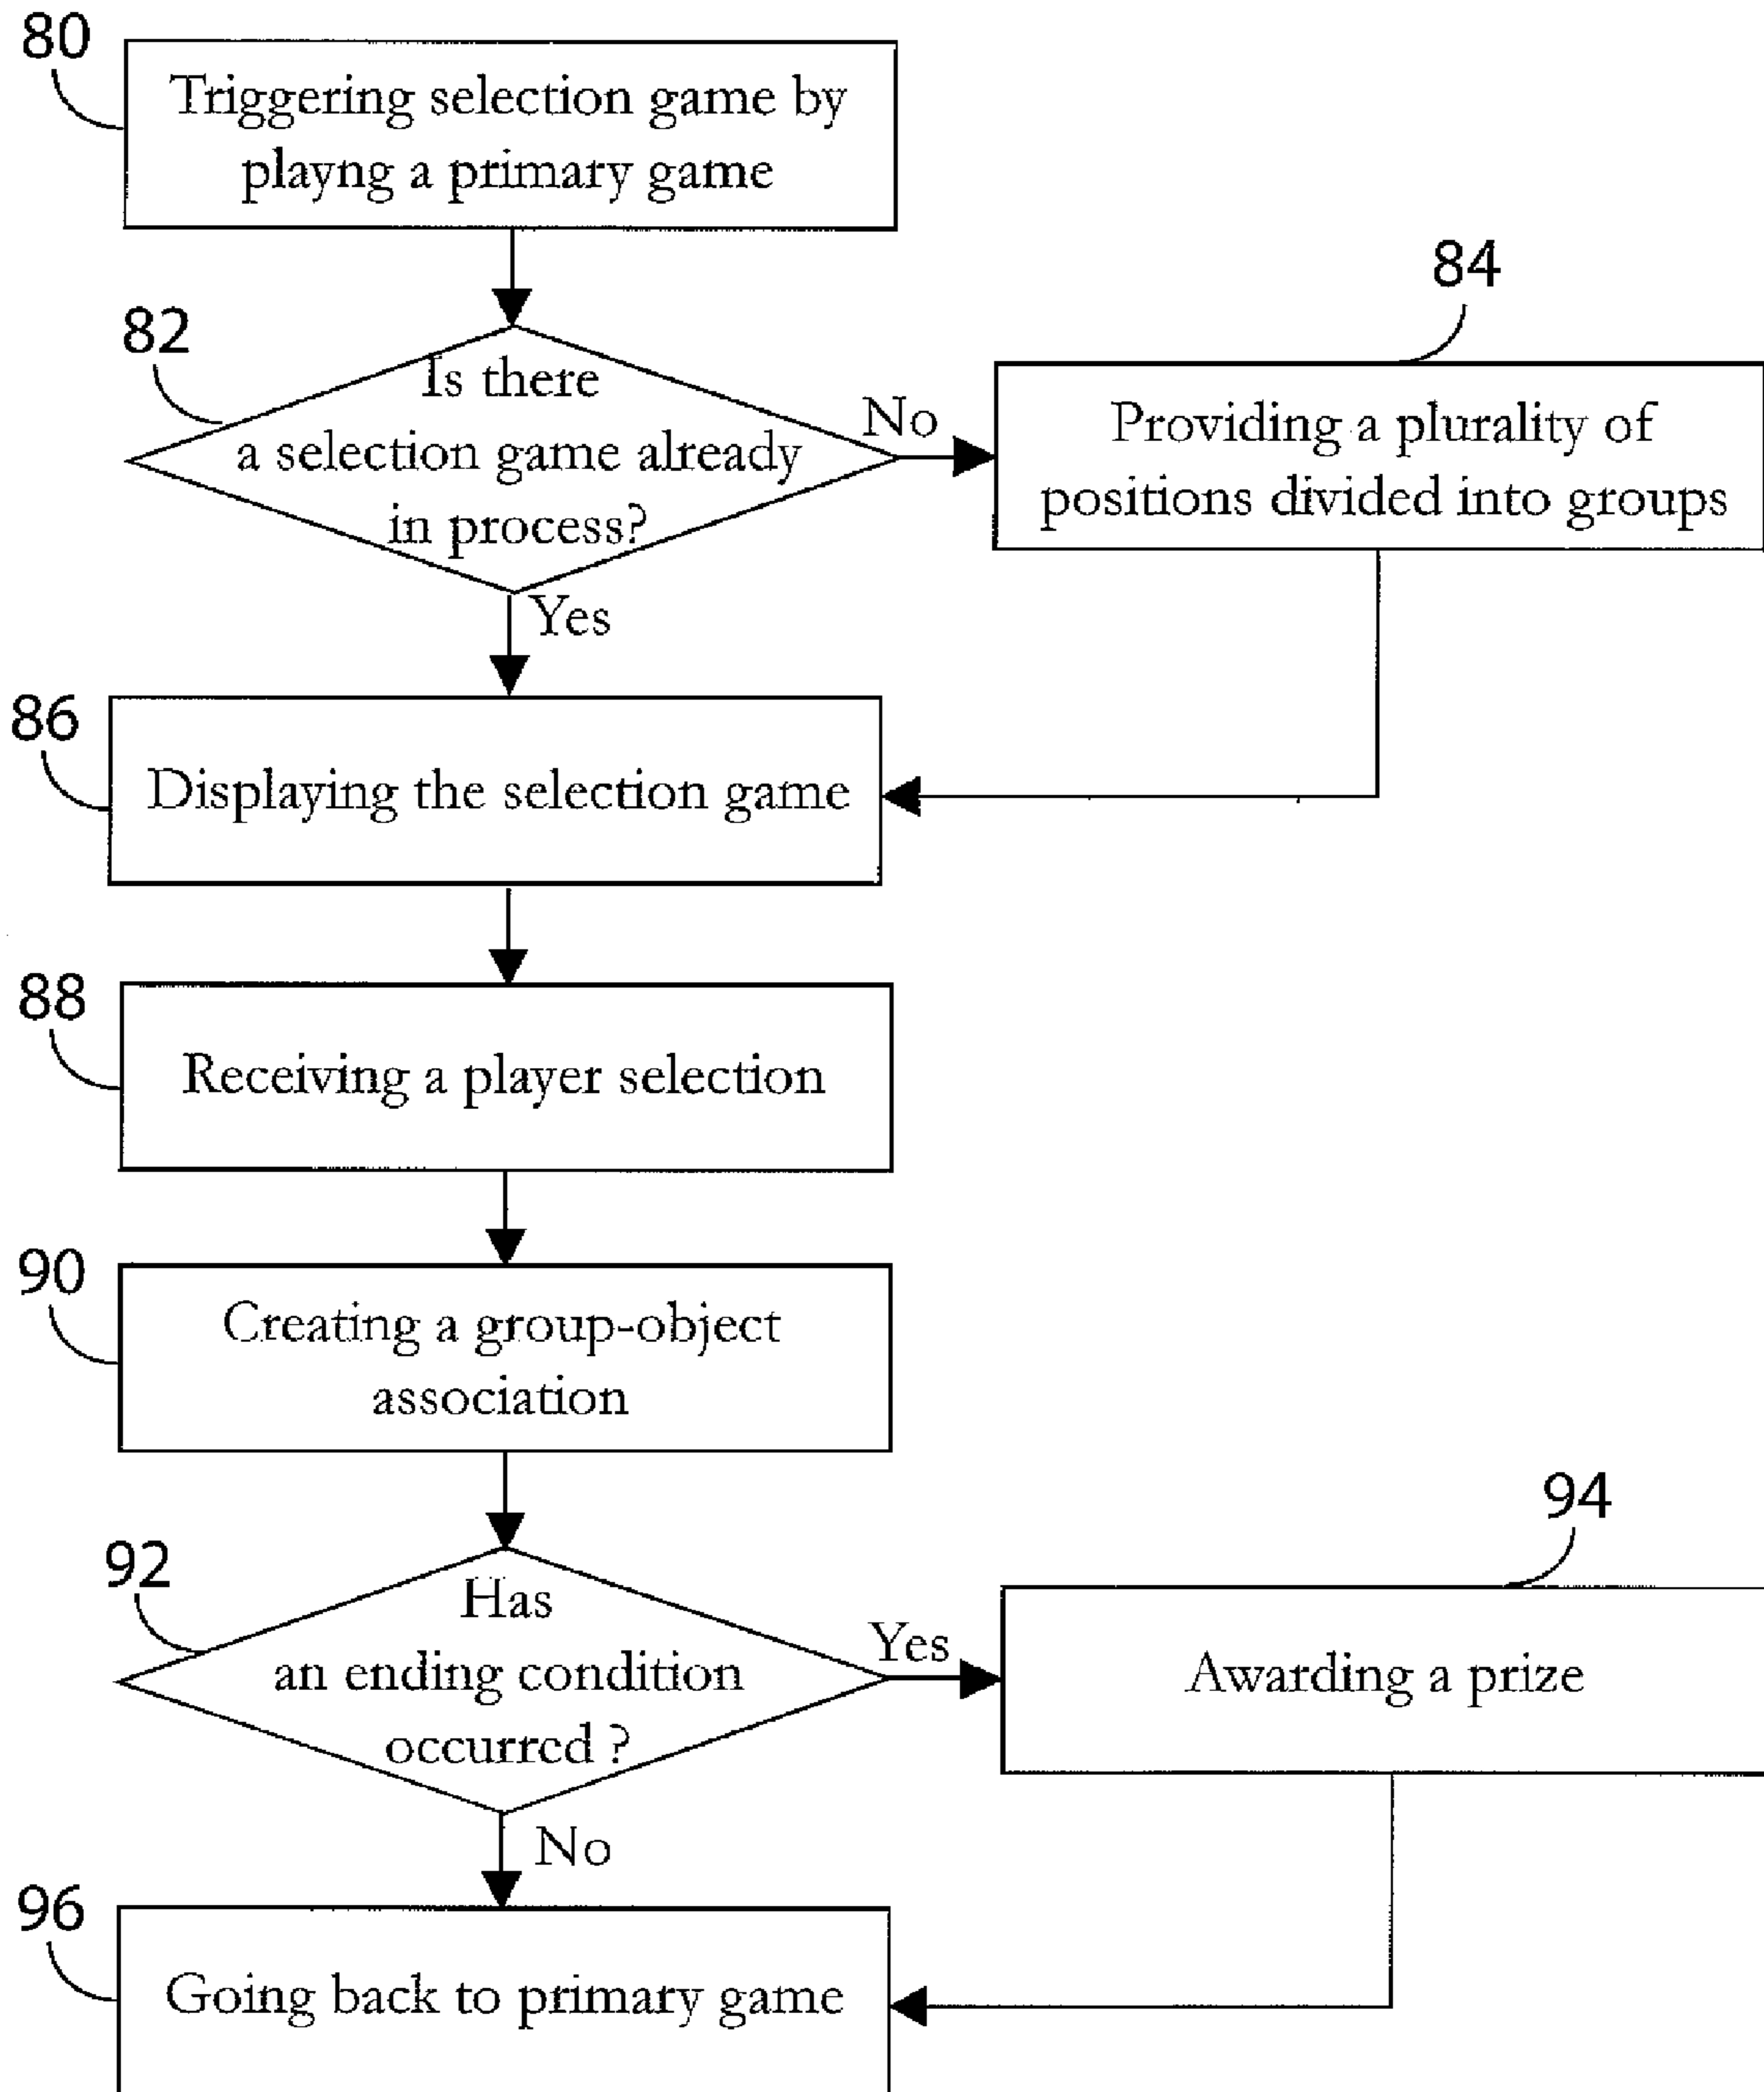 80
Triggering selection game by
playng a primary game
82
Is there
a selection game already
in process?
No
84
Providing a plurality of
positions divided into groups
Yes
86
Displaying the selection game
88
Receiving a player selection
90
Creating a group-object
association
92
Has
an ending condition
occurred ?
Yes
94
Awarding a prize
No
96
Going back to primary game